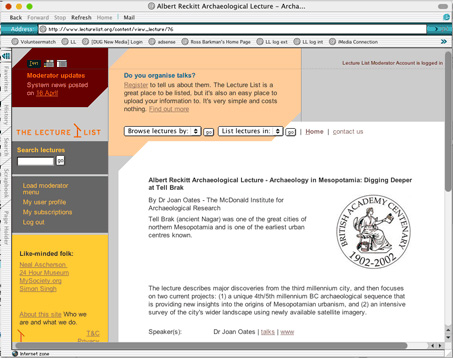 Albert Reckitt Archaeological Lecture - Archa...
Back Forward Stop Refresh Home Mail
Address http://www.lecturelist.org/content/view_lecture/76
Volunteermatch LL [DUG New Media] Login adsense Ross Barkman's Home Page LL log ext LL log int iMedia Connection
Favorites
History
Search
Scrapbook
Page Holder
Moderator updates
System news posted
on 16 April
THE LECTURE LIST
Search lectures
go
Load moderator
menu
My user profile
My subscriptions
Log out
Like-minded folk:
Neal Ascherson,
24 Hour Museum
MySociety.org
Simon Singh
About this site Who we
are and what we do.
T&C
Privacy
Lecture List Moderator Account is logged in
Do you organise talks?
Register to tell us about them. The Lecture List is a
great place to be listed, but it's also an easy place to
upload your information to. It's very simple and costs
nothing. Find out more
Browse lectures by: go List lectures in: go | Home | contact us
Albert Reckitt Archaeological Lecture - Archaeology in Mesopotamia: Digging Deeper
at Tell Brak
By Dr Joan Oates - The McDonald Institute for
Archaeological Research
Tell Brak (ancient Nagar) was one of the great cities of
northern Mesopotamia and is one of the earliest urban
centres known.
BRITISH ACADEMY CENTENARY
1902-2002
The lecture describes major discoveries from the third millennium city, and then focuses
on two current projects: (1) a unique 4th/5th millennium BC archaeological sequence that
is providing new insights into the origins of Mesopotamian urbanism, and (2) an intensive
survey of the city's wider landscape using newly available satellite imagery.
Speaker(s): Dr Joan Oates | talks | www
Internet zone